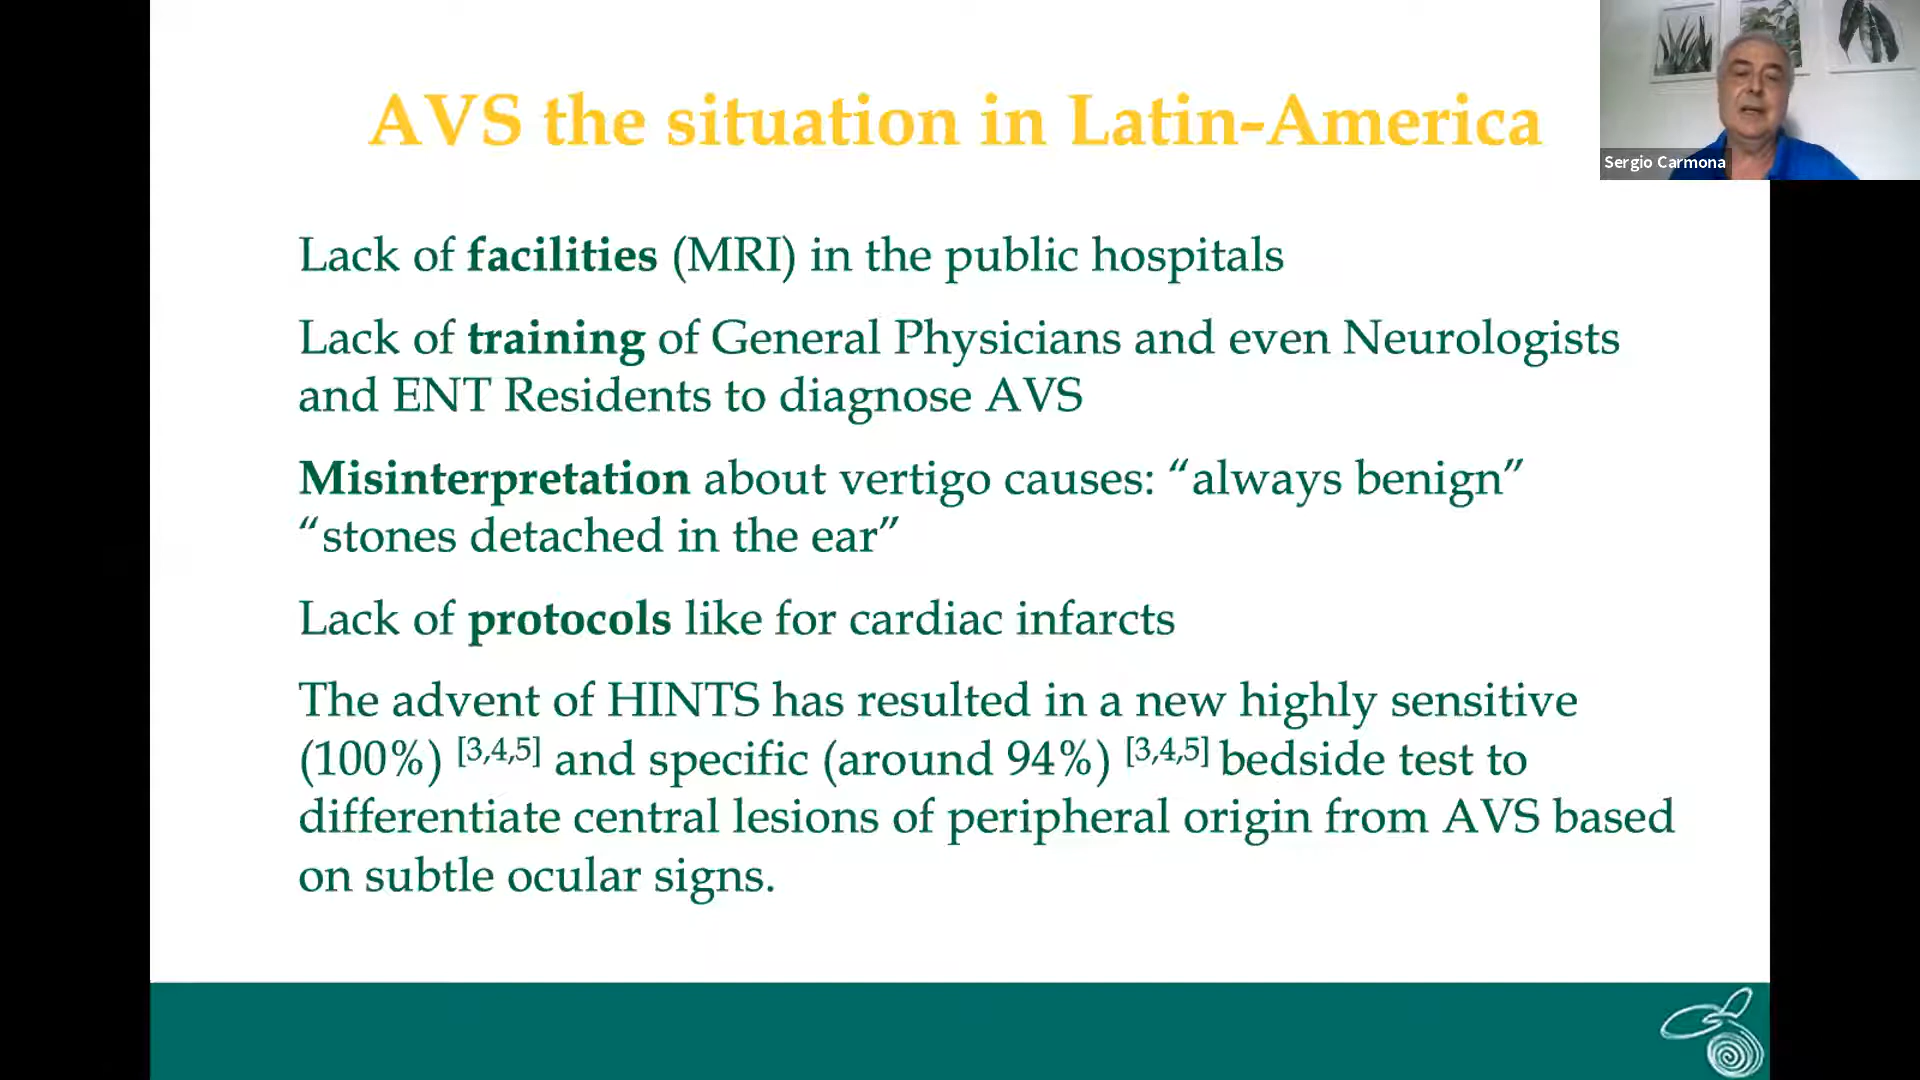 AVS the situation in Latin-America
Sergio Carmona
Lack of facilities (MRI) in the public hospitals
Lack of training of General Physicians and even Neurologists
and ENT Residents to diagnose AVS
Misinterpretation about vertigo causes: “always benign”
“stones detached in the ear”
Lack of protocols like for cardiac infarcts
The advent of HINTS has resulted in a new highly sensitive
(100%) [3,4,5] and specific (around 94%) [3,4,5] bedside test to
differentiate central lesions of peripheral origin from AVS based
on subtle ocular signs.